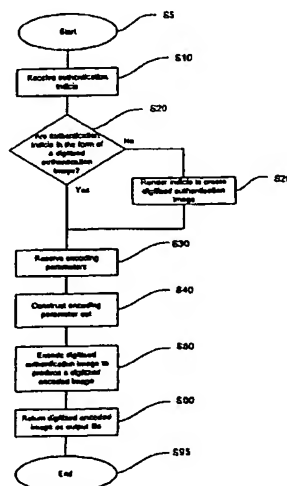 S5
Start
S10
Receive authentication
indicia
S20
Are authentication
indicia in the form of
a digitized
authentication
image?
No
Yes
Render indicia to create
digitized authentication
image
Receive encoding
parameters
S30
Construct encoding
parameter set
S40
Encode digitized
authentication image to
produce a digitized
encoded image
Return digitized encoded
image as output file
End
S95